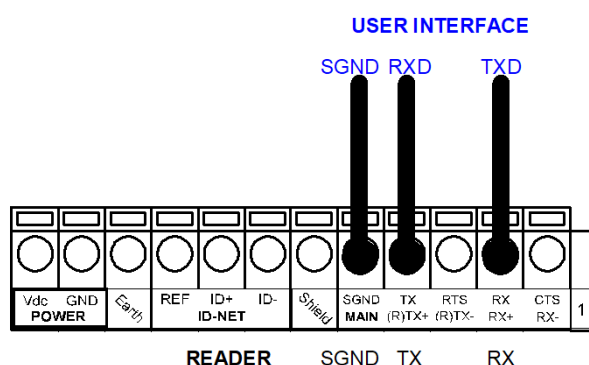 USER INTERFACE
SGND RXD TXD
Vdc GND Earth REF ID+ ID- Shield SGND TX RTS RX CTS 1
POWER ID-NET MAIN (R)TX+ (R)TX- RX+ RX-
READER SGND TX RX